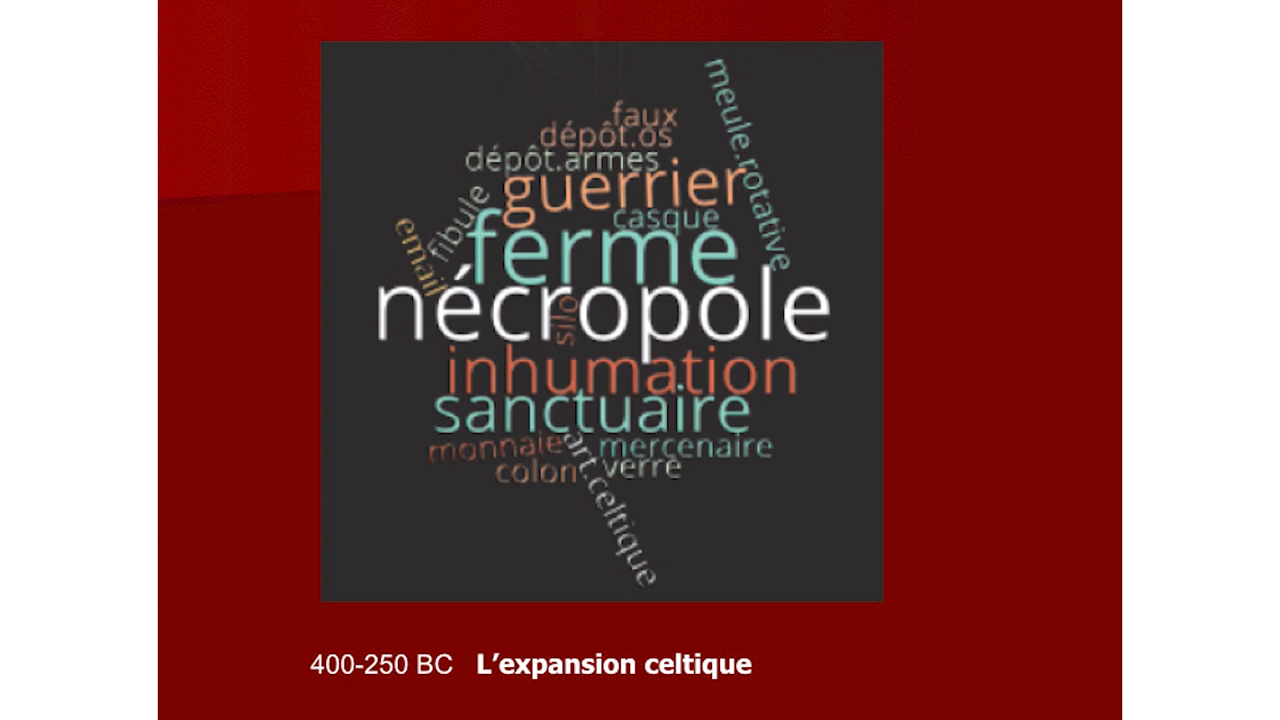 meule.rotative
faux
dépôt.os
dépôt.armes
guerrier
fibule
casque
email
ferme
nécropole
silo
inhumation
sanctuaire
monnaie
mercenaire
art.celtique
colon
verre
400-250 BC L’expansion celtique